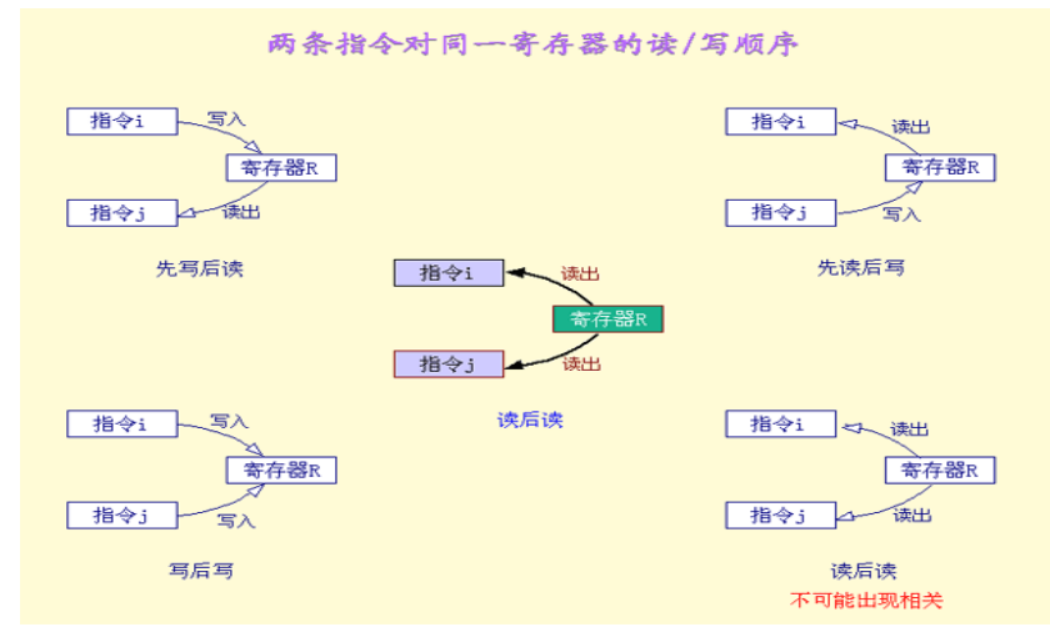 两条指令对同一寄存器的读/写顺序
指令i
写入
寄存器R
指令j
读出
先写后读
指令i
读出
寄存器R
指令j
写入
先读后写
指令i
读出
寄存器R
指令j
读出
读后读
指令i
写入
寄存器R
指令j
写入
写后写
指令i
读出
寄存器R
指令j
读出
读后读
不可能出现相关